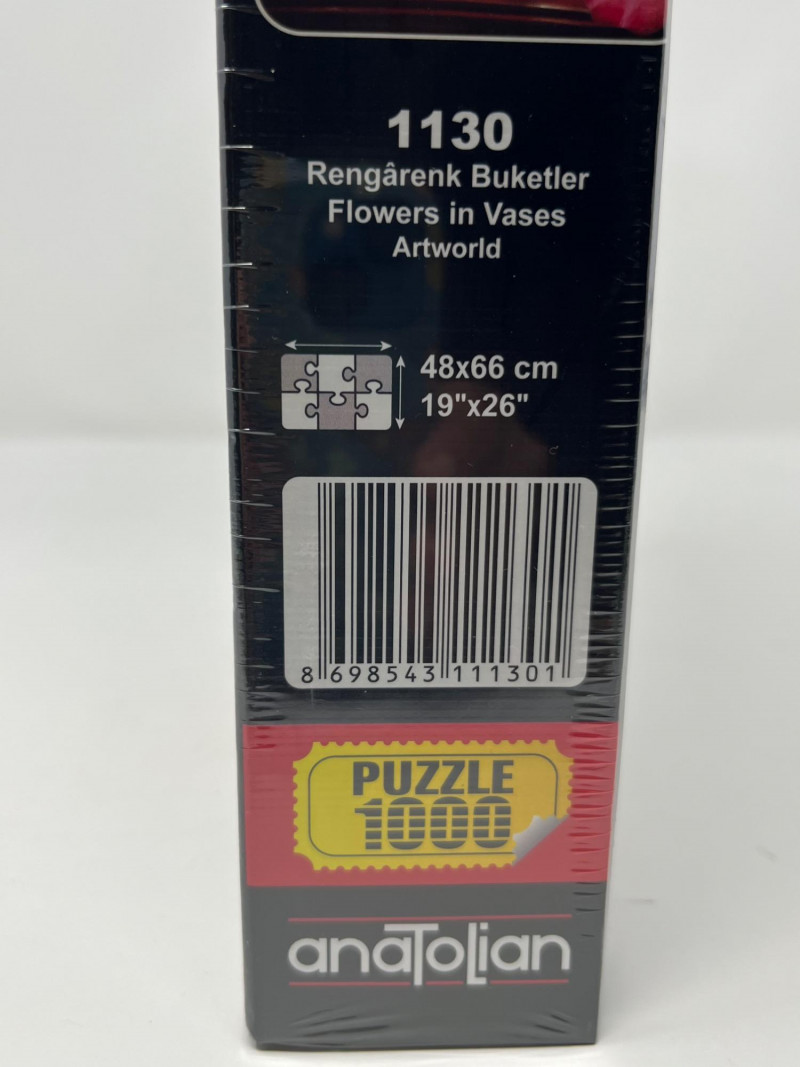 1130
Rengârenk Buketler
Flowers in Vases
Artworld
48x66 cm
19"x26"
8 698543 111301
PUZZLE
1000
anaTolian